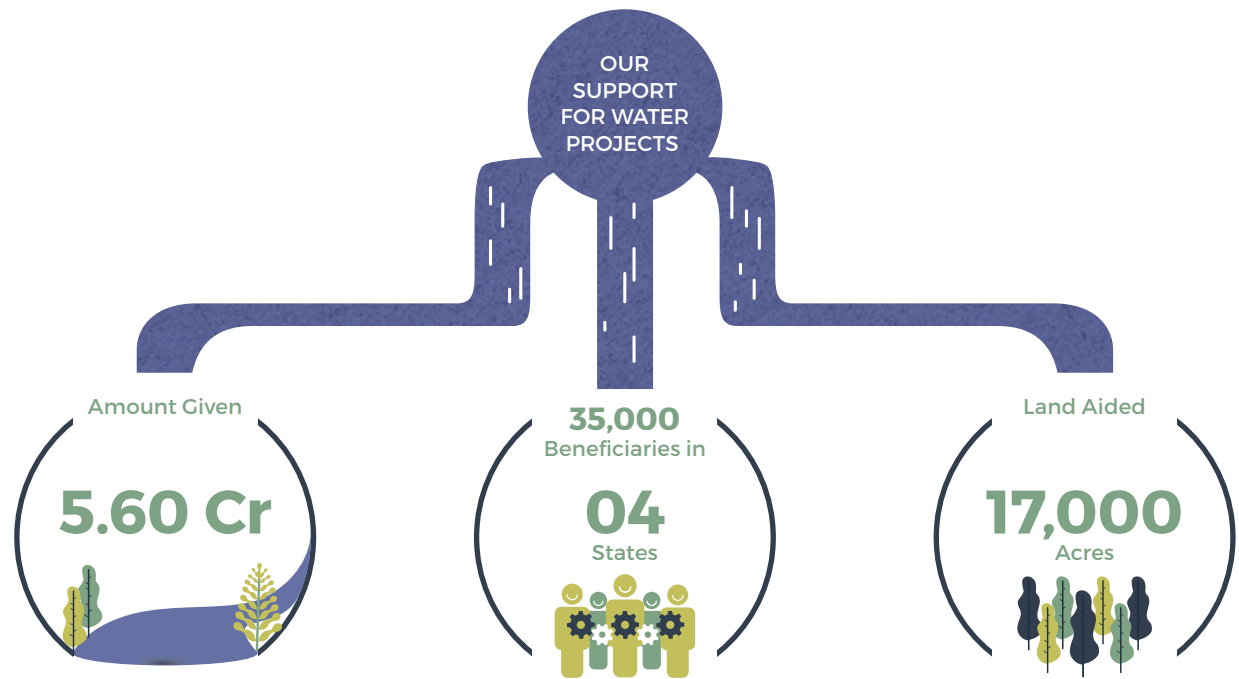 OUR
SUPPORT
FOR WATER
PROJECTS
Amount Given
5.60 Cr
35,000
Beneficiaries in
04
States
Land Aided
17,000
Acres